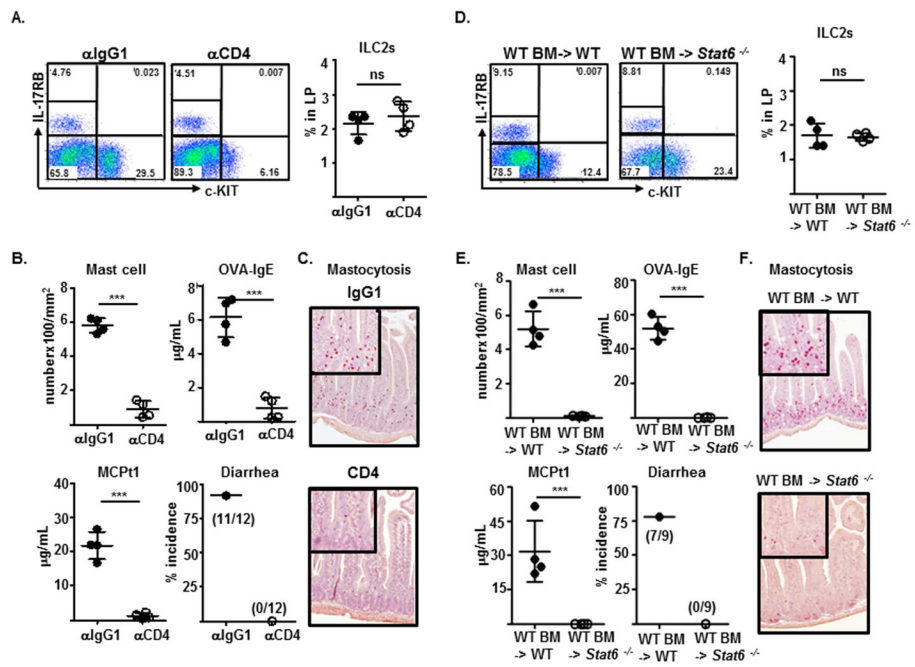 A.
αIgG1
αCD4
ILC2s
4.76
0.023
4.51
0.007
65.8
29.5
89.3
6.16
IL-17RB
c-KIT
ns
% in LP
4
3
2
1
αIgG1
αCD4
D.
WT BM-> WT
WT BM -> Stat6 -/-
ILC2s
9.15
0.007
8.81
0.149
78.5
12.4
67.7
23.4
IL-17RB
c-KIT
ns
% in LP
4
3
2
1
WT BM
-> WT
WT BM
-> Stat6 -/-
B.
Mast cell
***
numberx100/mm2
8
6
4
2
αIgG1
αCD4
OVA-IgE
***
µg/mL
8
6
4
2
αIgG1
αCD4
MCPt1
***
µg/mL
40
30
20
10
αIgG1
αCD4
Diarrhea
% incidence
100
75
50
25
0
(11/12)
(0/12)
αIgG1
αCD4
C.
Mastocytosis
IgG1
CD4
E.
Mast cell
***
numberx100/mm2
8
6
4
2
WT BM
-> WT
WT BM
-> Stat6 -/-
OVA-IgE
***
µg/mL
80
60
40
20
0
WT BM
-> WT
WT BM
-> Stat6 -/-
MCPt1
***
µg/mL
60
45
30
15
0
WT BM
-> WT
WT BM
-> Stat6 -/-
Diarrhea
% incidence
100
75
50
25
0
(7/9)
(0/9)
WT BM
-> WT
WT BM
-> Stat6 -/-
F.
Mastocytosis
WT BM -> WT
WT BM -> Stat6 -/-